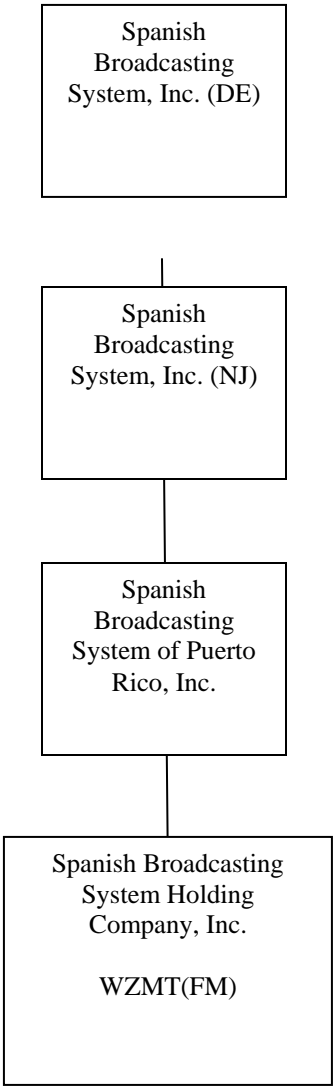 Spanish
Broadcasting
System, Inc. (DE)
Spanish
Broadcasting
System, Inc. (NJ)
Spanish
Broadcasting
System of Puerto
Rico, Inc.
Spanish Broadcasting
System Holding
Company, Inc.
WZMT(FM)